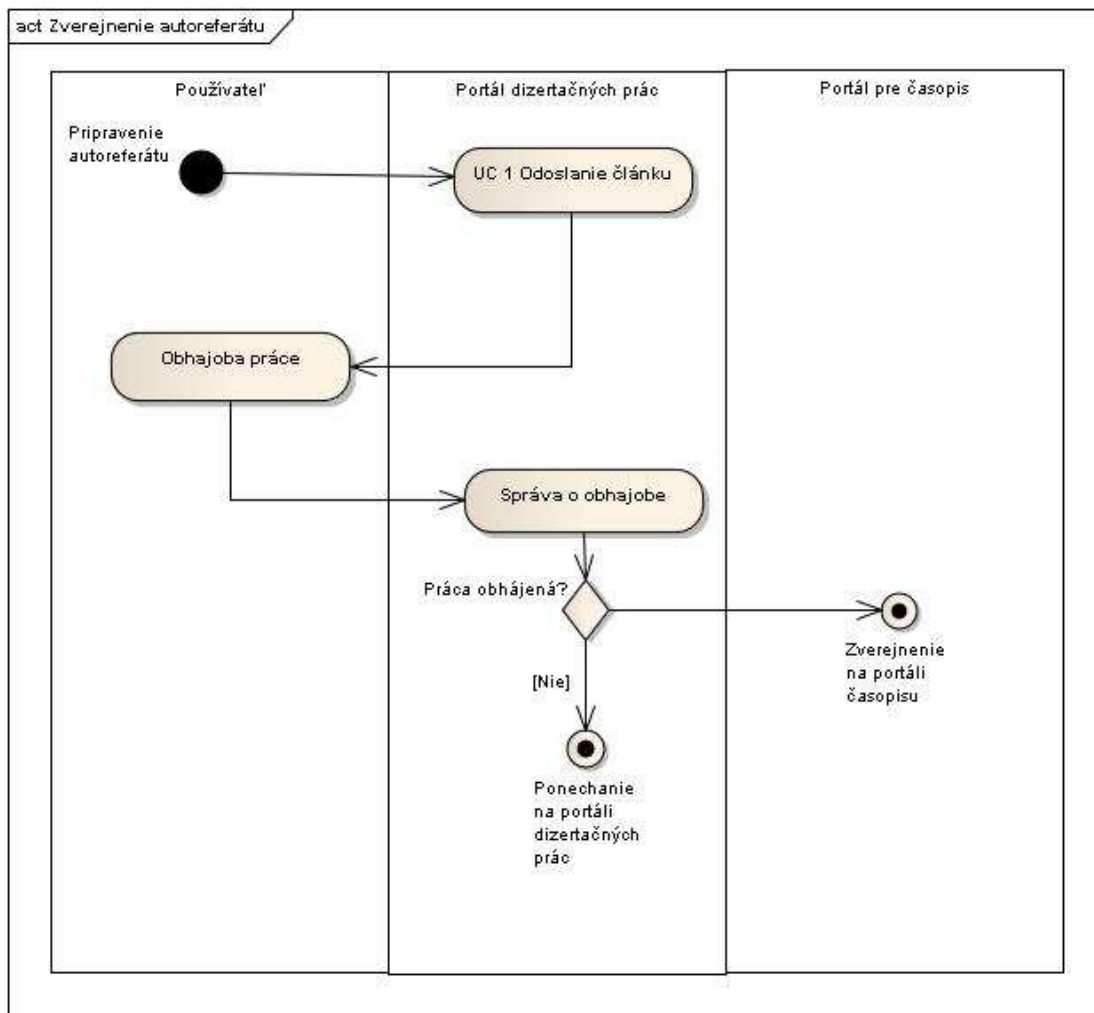 act Zverejnenie autoreferátu
Používateľ
Portál dizertačných prác
Portál pre časopis
Pripravenie
autoreferátu
UC 1 Odoslanie článku
Obhajoba práce
Správa o obhajobe
Práca obhájená?
Zverejnenie
na portáli
časopisu
[Nie]
Ponechanie
na portáli
dizertačných
prác